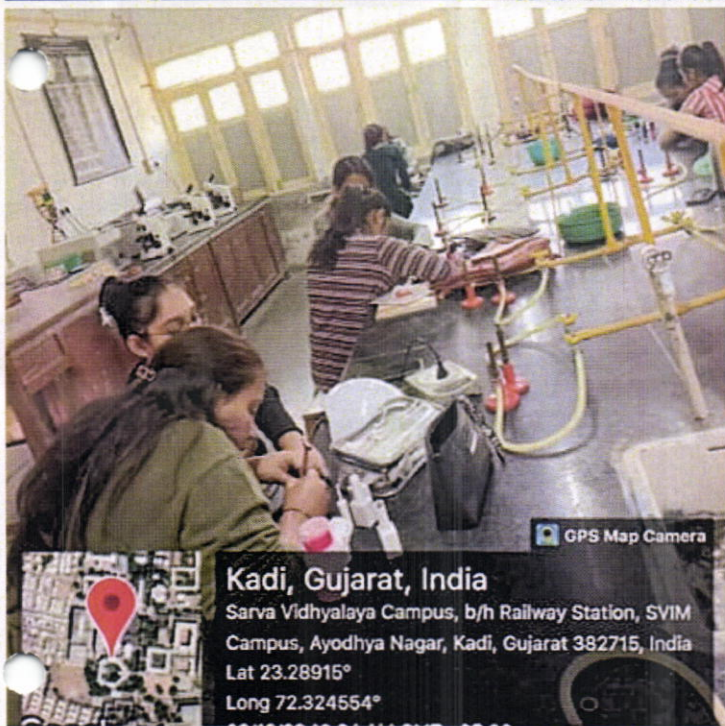 GPS Map Camera
Kadi, Gujarat, India
Sarva Vidhyalaya Campus, b/h Railway Station, SVIM
Campus, Ayodhya Nagar, Kadi, Gujarat 382715, India
Lat 23.28915°
Long 72.324554°